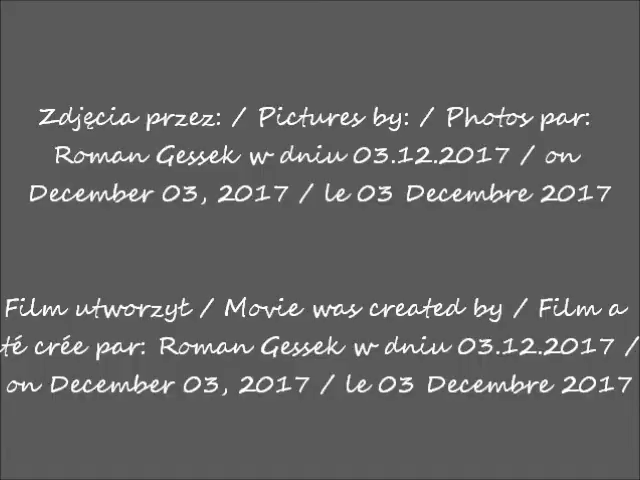 Zdjęcia przez: / Pictures by: / Photos par:
Roman Gessek w dniu 03.12.2017 / on
December 03, 2017 / le 03 Decembre 2017
Film utworzył / Movie was created by / Film a
té crée par: Roman Gessek w dniu 03.12.2017 /
on December 03, 2017 / le 03 Decembre 2017